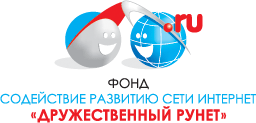 .ru
ФОНД
СОДЕЙСТВИЕ РАЗВИТИЮ СЕТИ ИНТЕРНЕТ
«ДРУЖЕСТВЕННЫЙ РУНЕТ»